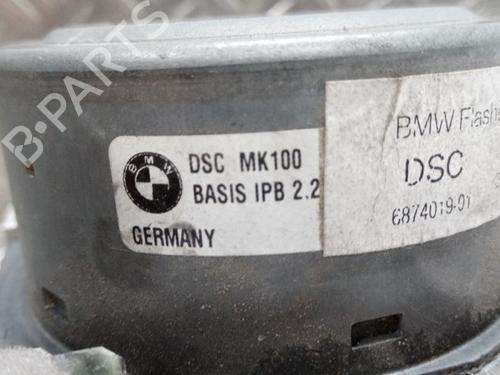 BMW
DSC MK100
BASIS IPB 2.2
GERMANY
BMW Flash
DSC
6874019-01
B-PARTS